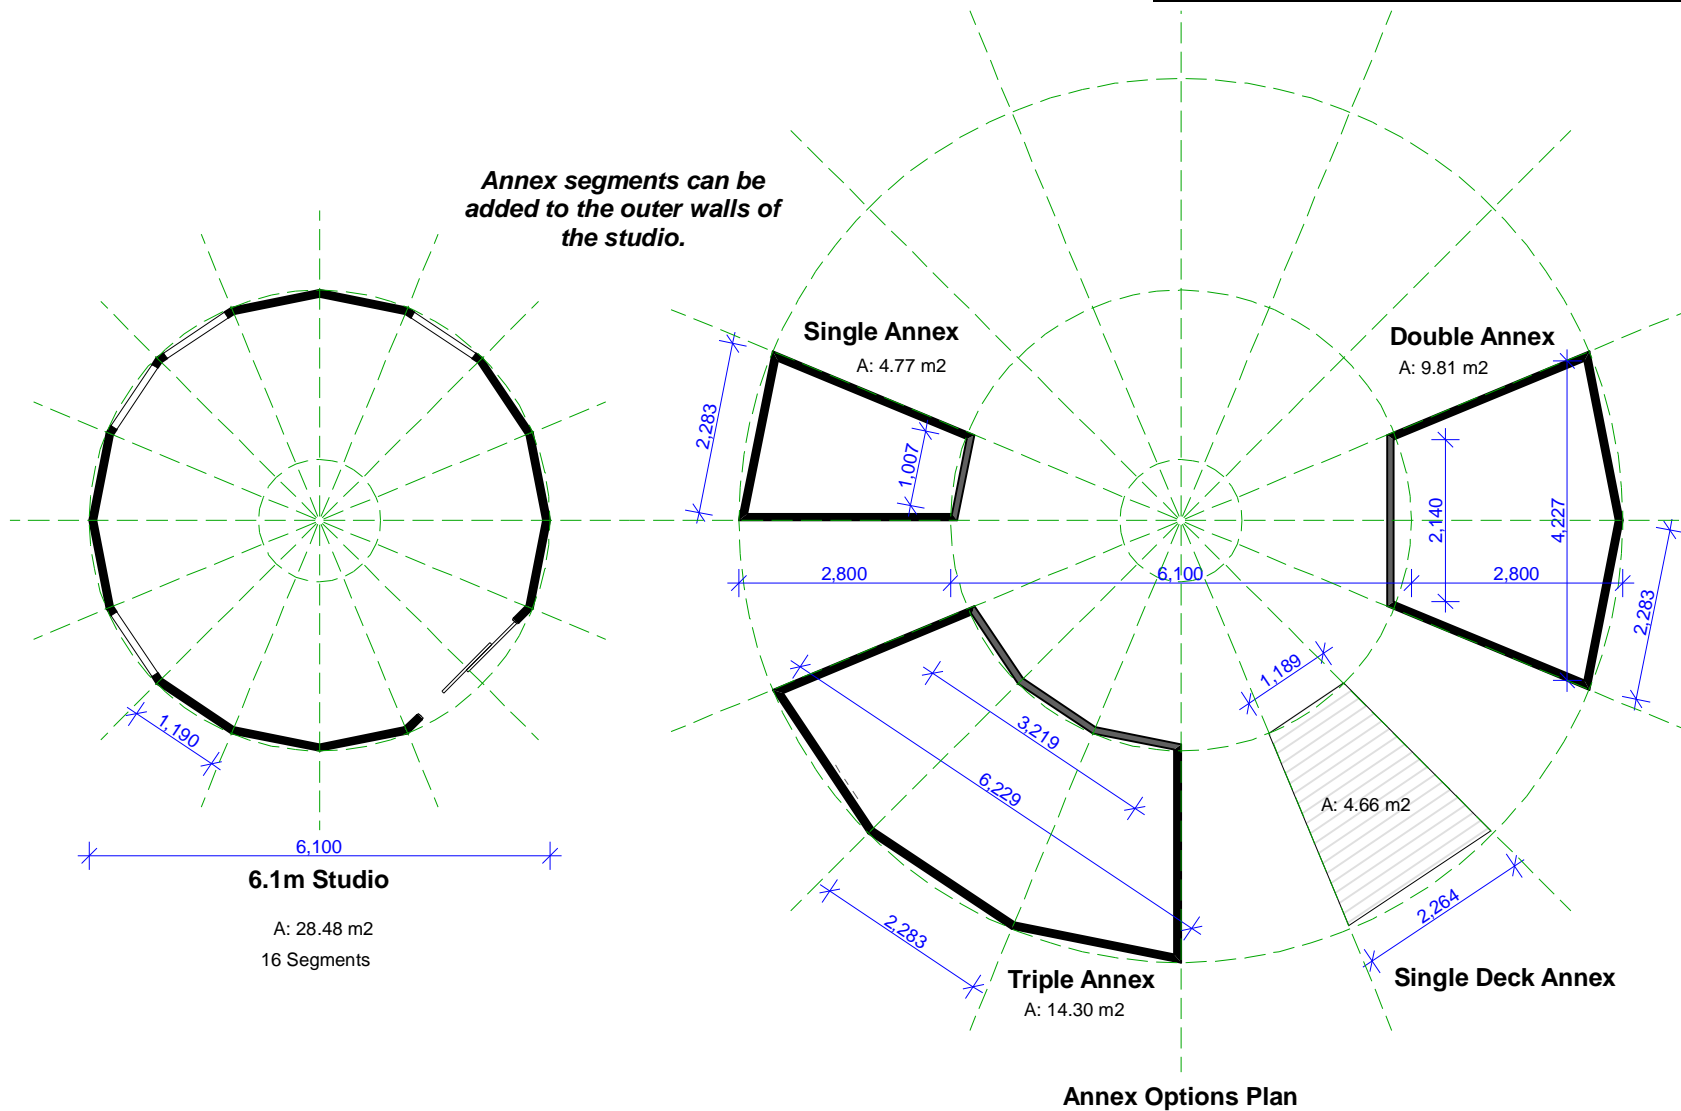 Annex segments can be
added to the outer walls of
the studio.
Single Annex
A: 4.77 m2
Double Annex
A: 9.81 m2
2,283
1,007
2,140
4,227
2,800
6,100
2,800
2,283
1,189
1,190
3,219
6,229
A: 4.66 m2
6,100
6.1m Studio
A: 28.48 m2
16 Segments
2,283
2,264
Triple Annex
A: 14.30 m2
Single Deck Annex
Annex Options Plan